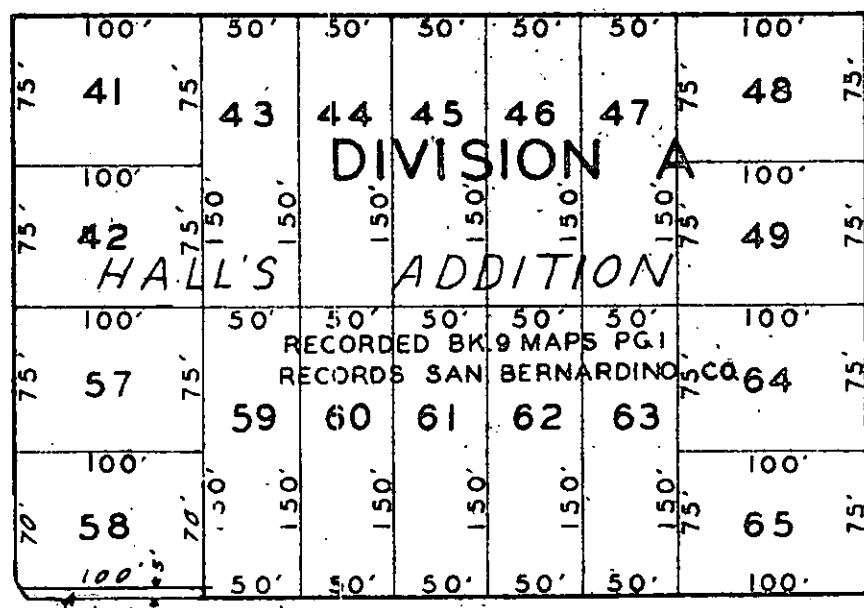 100' 50' 50' 50' 50' 50' 100'
75' 41 75' 43 44 45 46 47 75' 48 75'
DIVISION A
100' 100'
75' 42 75' 150' 150' 150' 150' 150' 150' 75' 49 75'
HALL'S ADDITION
100' 50' 50' 50' 50' 50' 100'
RECORDED BK.9 MAPS PG.1
RECORDS SAN BERNARDINO CO.
75' 57 75' 59 60 61 62 63 75' 64 75'
100' 100'
70' 58 70' 150' 150' 150' 150' 150' 150' 75' 65 75'
100' 5' 50' 50' 50' 50' 50' 100'